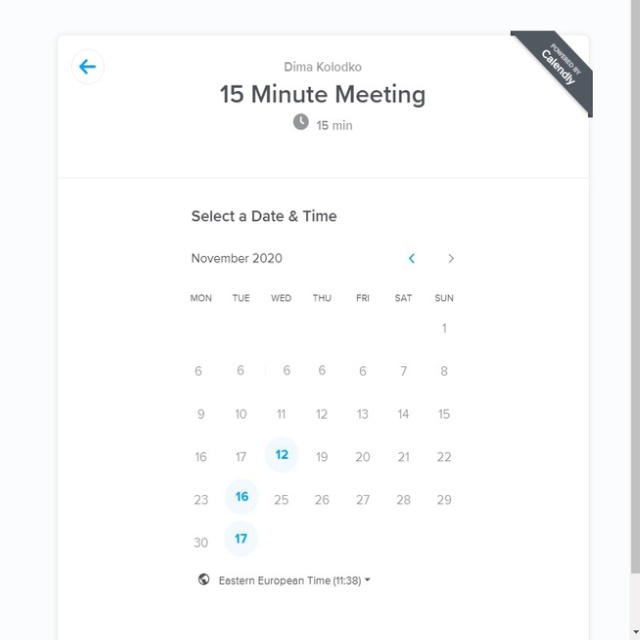 POWERED BY
Calendly
Dima Kolodko
15 Minute Meeting
15 min
Select a Date & Time
November 2020
MON TUE WED THU FRI SAT SUN
1
6 6 6 6 6 7 8
9 10 11 12 13 14 15
16 17 12 19 20 21 22
23 16 25 26 27 28 29
30 17
Eastern European Time (11:38)